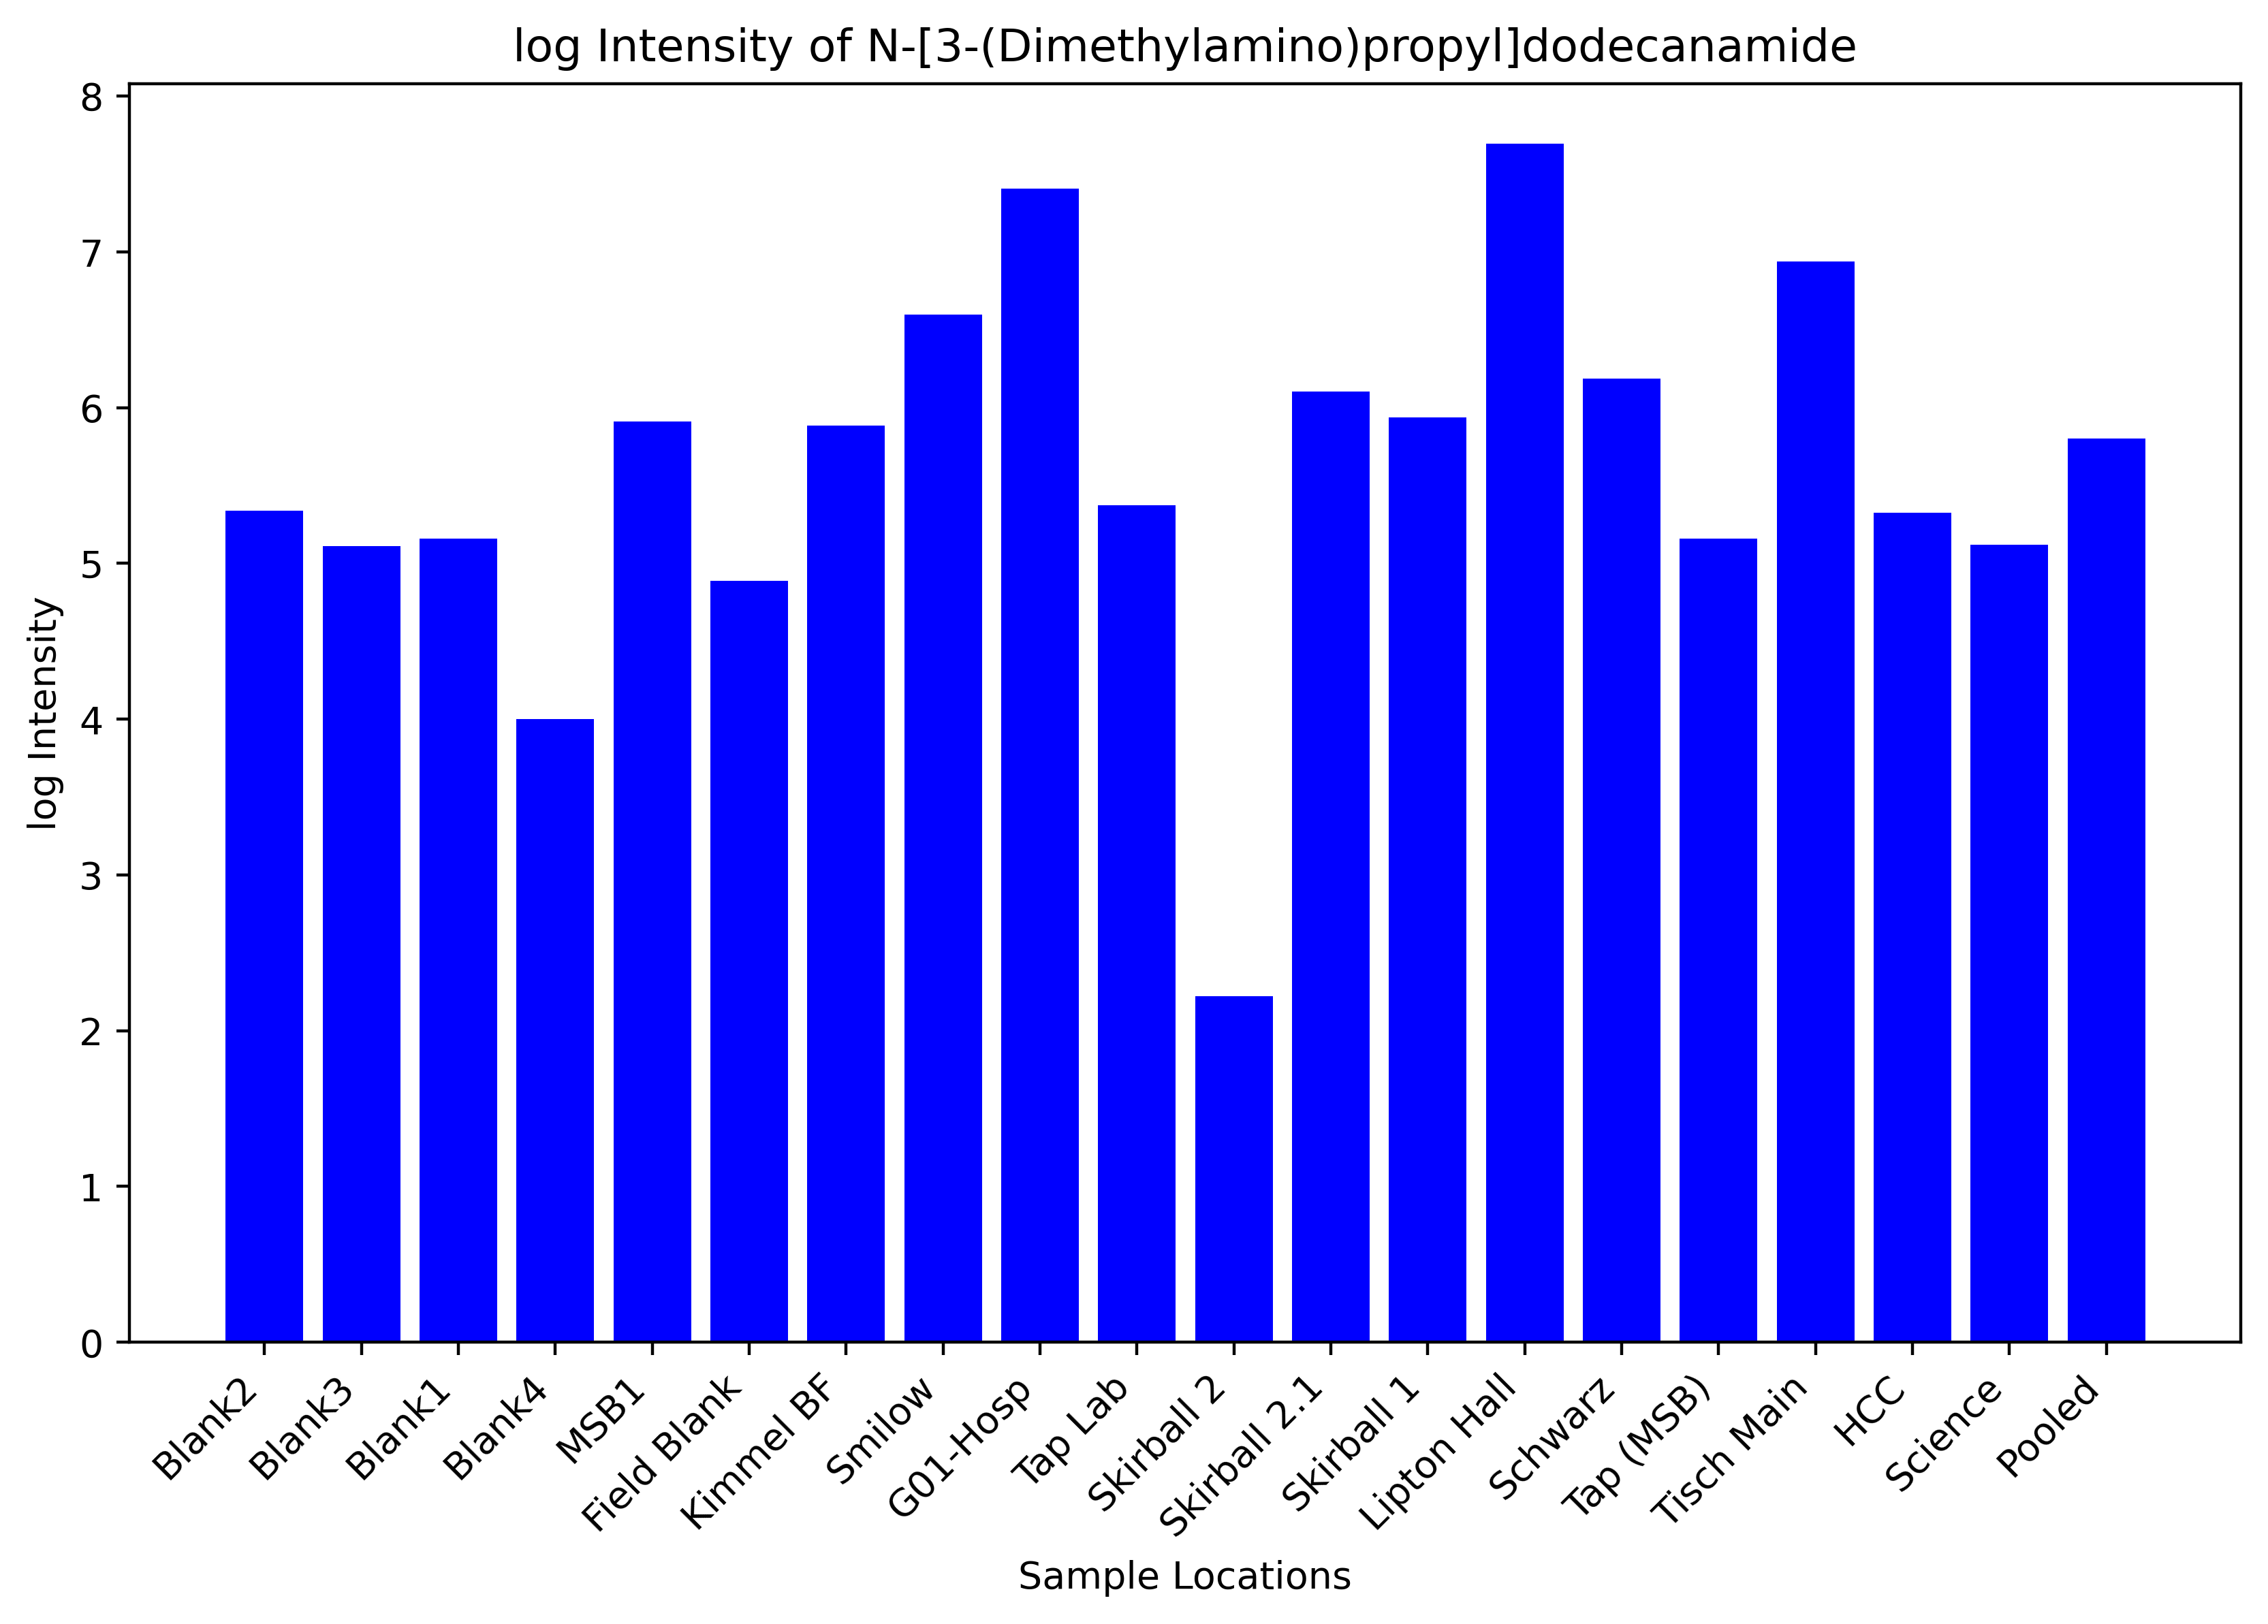 log Intensity of N-[3-(Dimethylamino)propyl]dodecanamide
8
7
6
5
4
3
2
1
0
log Intensity
Blank2
Blank3
Blank1
Blank4
MSB1
Field Blank
Kimmel BF
Smilow
G01-Hosp
Tap Lab
Skirball 2
Skirball 2.1
Skirball 1
Lipton Hall
Schwarz
Tap (MSB)
Tisch Main
HCC
Science
Pooled
Sample Locations